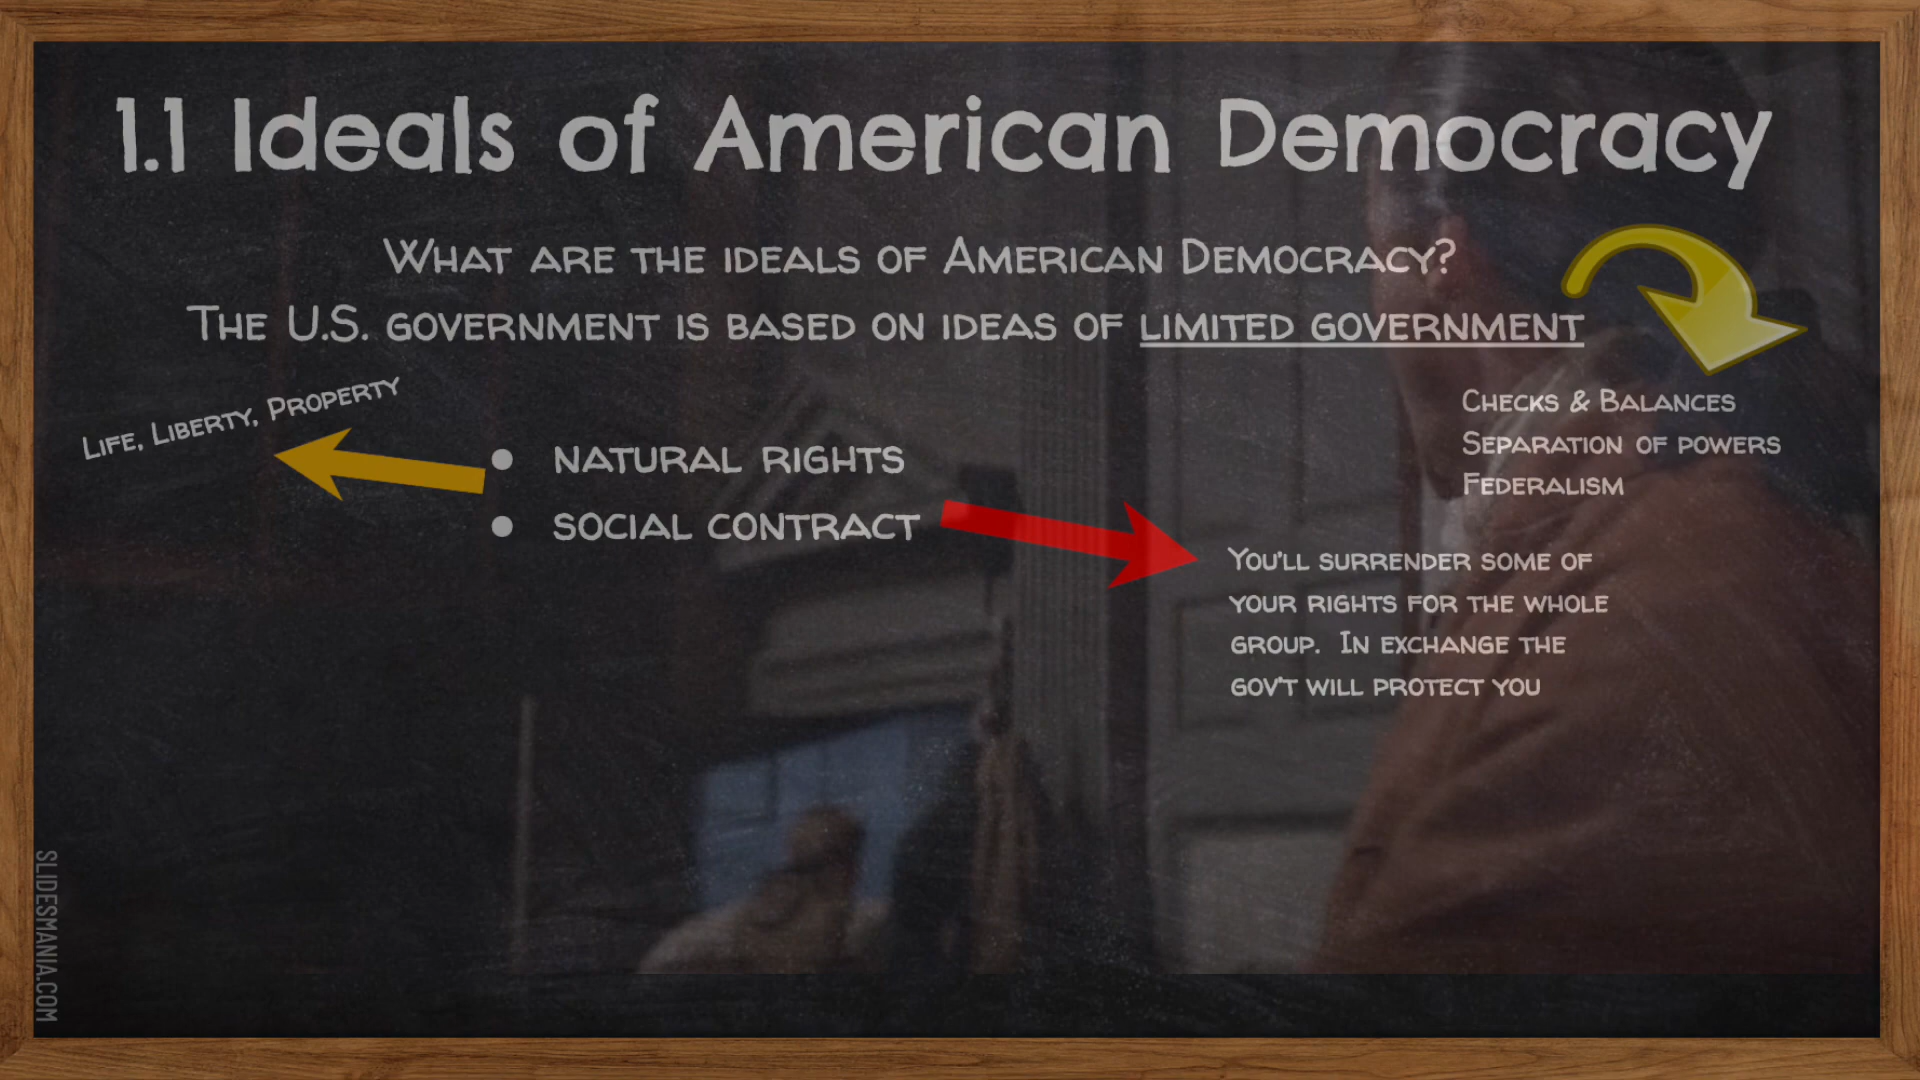 1.1 Ideals of American Democracy
What are the ideals of American Democracy?
The U.S. government is based on ideas of limited government
Life, Liberty, Property
● natural rights
● social contract
Checks & Balances
Separation of powers
Federalism
You'll surrender some of
your rights for the whole
group. In exchange the
gov't will protect you
SLIDESMANIA.COM